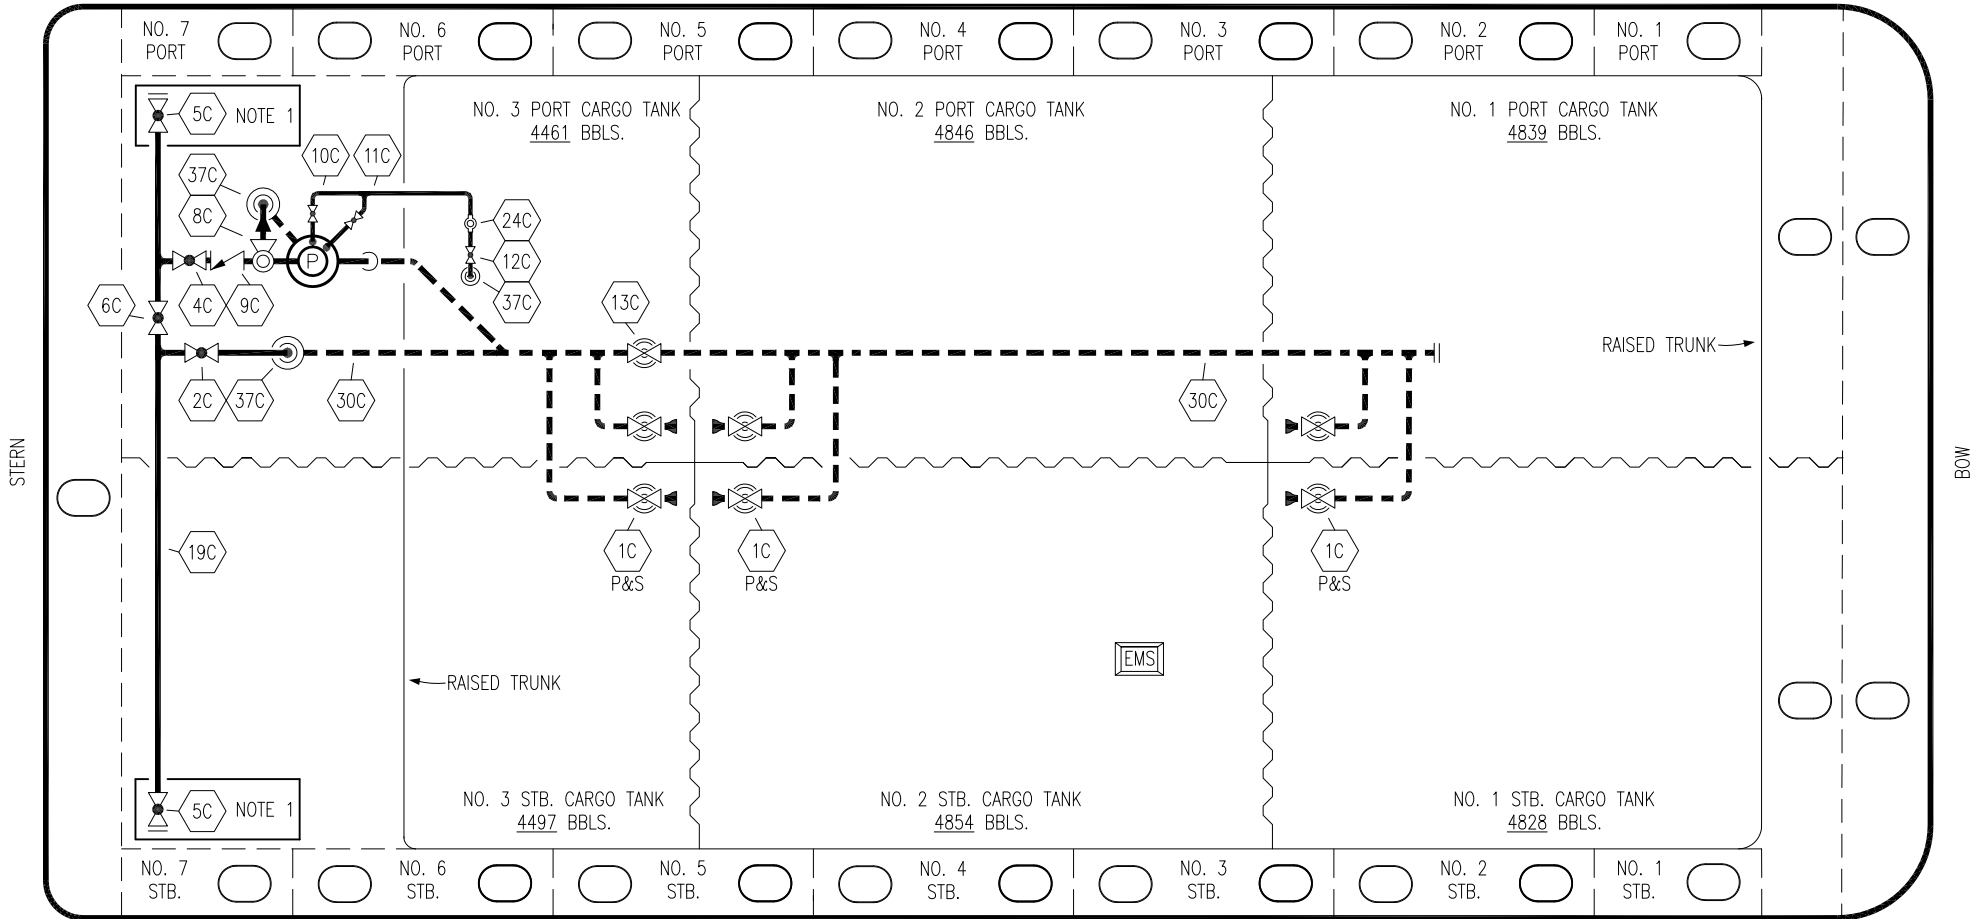 NO. 7
PORT
NO. 6
PORT
NO. 5
PORT
NO. 4
PORT
NO. 3
PORT
NO. 2
PORT
NO. 1
PORT
5C
NOTE 1
NO. 3 PORT CARGO TANK
4461 BBLS.
NO. 2 PORT CARGO TANK
4846 BBLS.
NO. 1 PORT CARGO TANK
4839 BBLS.
10C
11C
37C
8C
24C
P
12C
37C
6C
4C
9C
13C
RAISED TRUNK
2C
37C
30C
30C
STERN
BOW
19C
1C
P&S
1C
P&S
1C
P&S
EMS
RAISED TRUNK
5C
NOTE 1
NO. 3 STB. CARGO TANK
4497 BBLS.
NO. 2 STB. CARGO TANK
4854 BBLS.
NO. 1 STB. CARGO TANK
4828 BBLS.
NO. 7
STB.
NO. 6
STB.
NO. 5
STB.
NO. 4
STB.
NO. 3
STB.
NO. 2
STB.
NO. 1
STB.